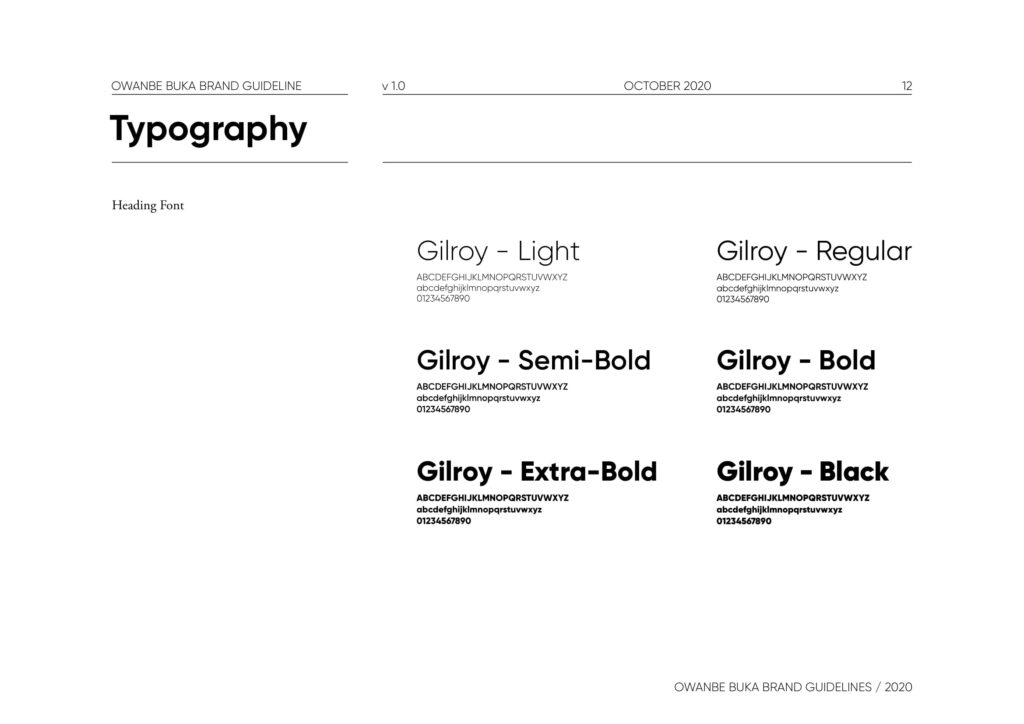 OWANBE BUKA BRAND GUIDELINE
v 1.0
OCTOBER 2020
12
Typography
Heading Font
Gilroy - Light
ABCDEFGHIJKLMNOPQRSTUVWXYZ
abcdefghijklmnopqrstuvwxyz
01234567890
Gilroy - Regular
ABCDEFGHIJKLMNOPQRSTUVWXYZ
abcdefghijklmnopqrstuvwxyz
01234567890
Gilroy - Semi-Bold
ABCDEFGHIJKLMNOPQRSTUVWXYZ
abcdefghijklmnopqrstuvwxyz
01234567890
Gilroy - Bold
ABCDEFGHIJKLMNOPQRSTUVWXYZ
abcdefghijklmnopqrstuvwxyz
01234567890
Gilroy - Extra-Bold
ABCDEFGHIJKLMNOPQRSTUVWXYZ
abcdefghijklmnopqrstuvwxyz
01234567890
Gilroy - Black
ABCDEFGHIJKLMNOPQRSTUVWXYZ
abcdefghijklmnopqrstuvwxyz
01234567890
OWANBE BUKA BRAND GUIDELINES / 2020